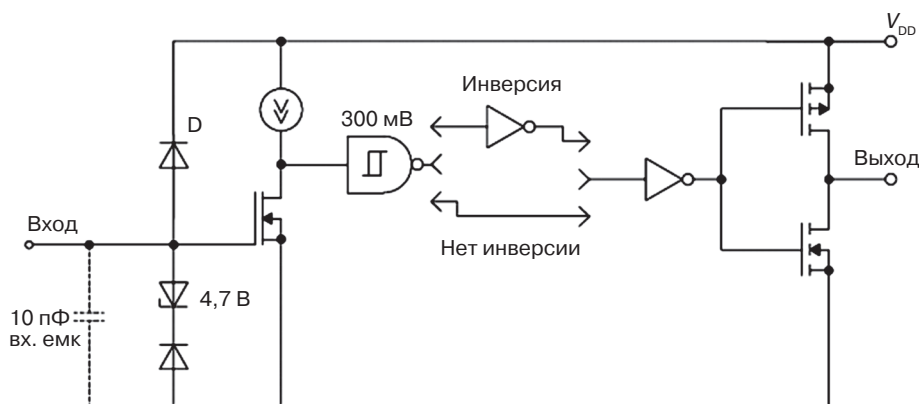 V_DD
Инверсия
300 мВ
D
Выход
Вход
Нет инверсии
4,7 В
10 пФ
вх. емк